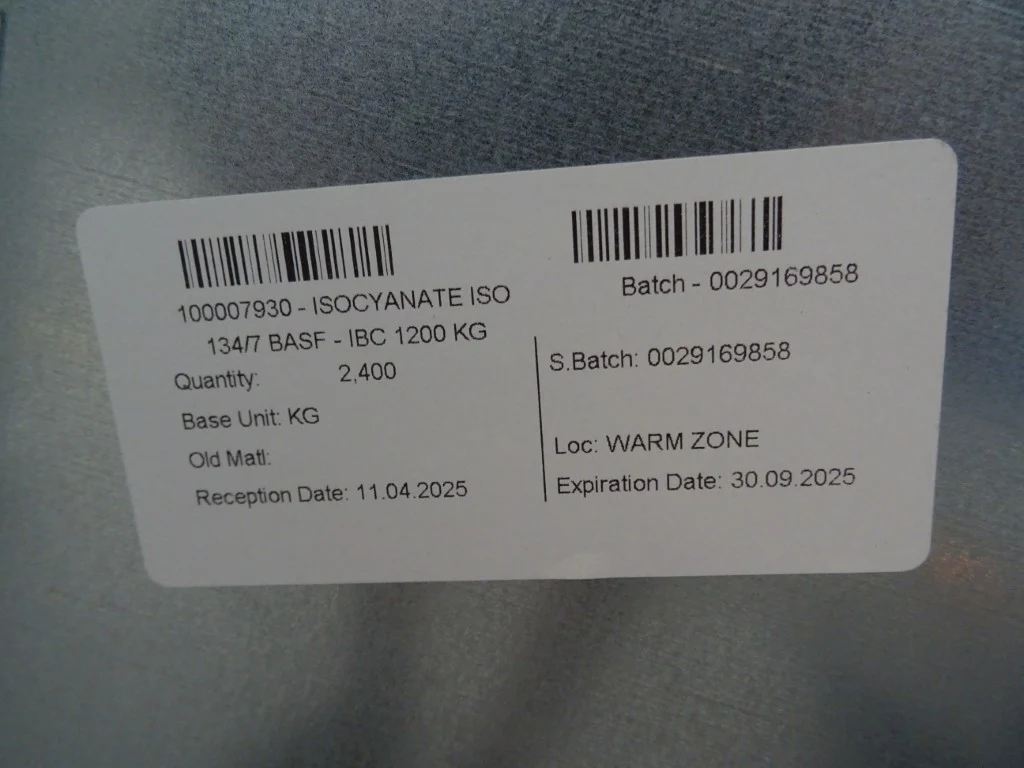 100007930 - ISOCYANATE ISO
134/7 BASF - IBC 1200 KG
Quantity: 2,400
Base Unit: KG
Old Matl:
Reception Date: 11.04.2025
Batch - 0029169858
S.Batch: 0029169858
Loc: WARM ZONE
Expiration Date: 30.09.2025